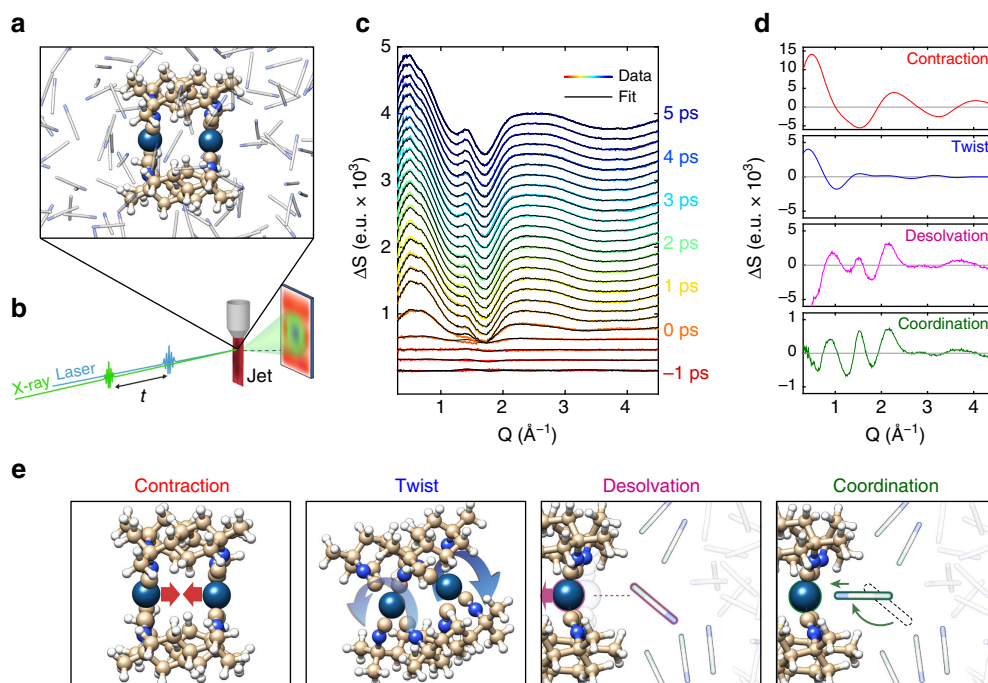 a
b
X-ray
Laser
t
Jet
c
ΔS (e.u. × 10³)
5
4
3
2
1
Data
Fit
5 ps
4 ps
3 ps
2 ps
1 ps
0 ps
−1 ps
1 2 3 4
Q (Å⁻¹)
d
ΔS (e.u. × 10³)
Contraction
15
10
5
0
−5
Twist
5
0
−5
Desolvation
5
0
−5
Coordination
1
0
−1
0 1 2 3 4
Q (Å⁻¹)
e
Contraction
Twist
Desolvation
Coordination